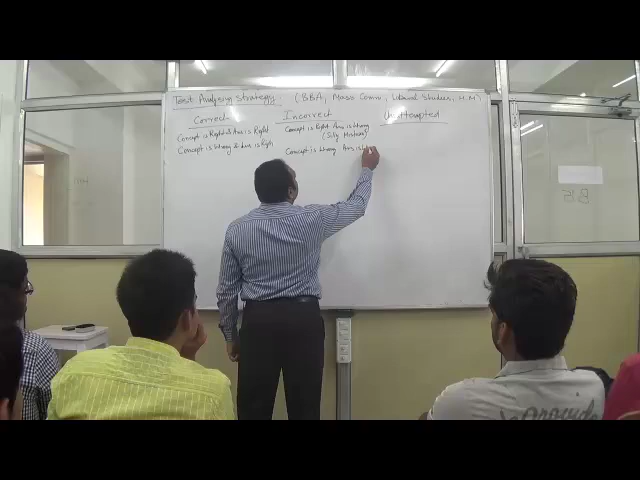 Test Analysing Strategy. (BBA, Mass Comm, Liberal Studies, H.M)
Correct Incorrect Unattempted
Concept is Right & Ans is Right Concept is Right Ans is Wrong
(Silly Mistakes)
Concept is Wrong & Ans is Right Concept is Wrong Ans is
Provide